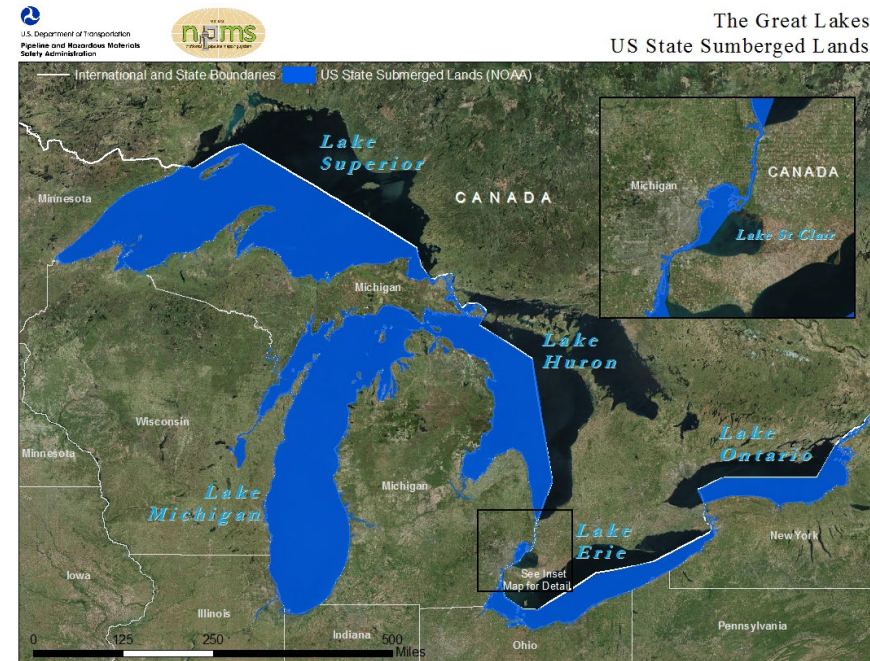 U.S. Department of Transportation
Pipeline and Hazardous Materials
Safety Administration
npms
The Great Lakes
US State Sumberged Lands
International and State Boundaries
US State Submerged Lands (NOAA)
Lake
Superior
CANADA
Minnesota
Michigan
CANADA
Lake St Clair
Michigan
Lake
Huron
Wisconsin
Minnesota
Lake
Michigan
Michigan
Lake
Ontario
Lake
Erie
New York
See Inset
Map for Detail
Iowa
Illinois
Indiana
Ohio
Pennsylvania
0 125 250 500
Miles